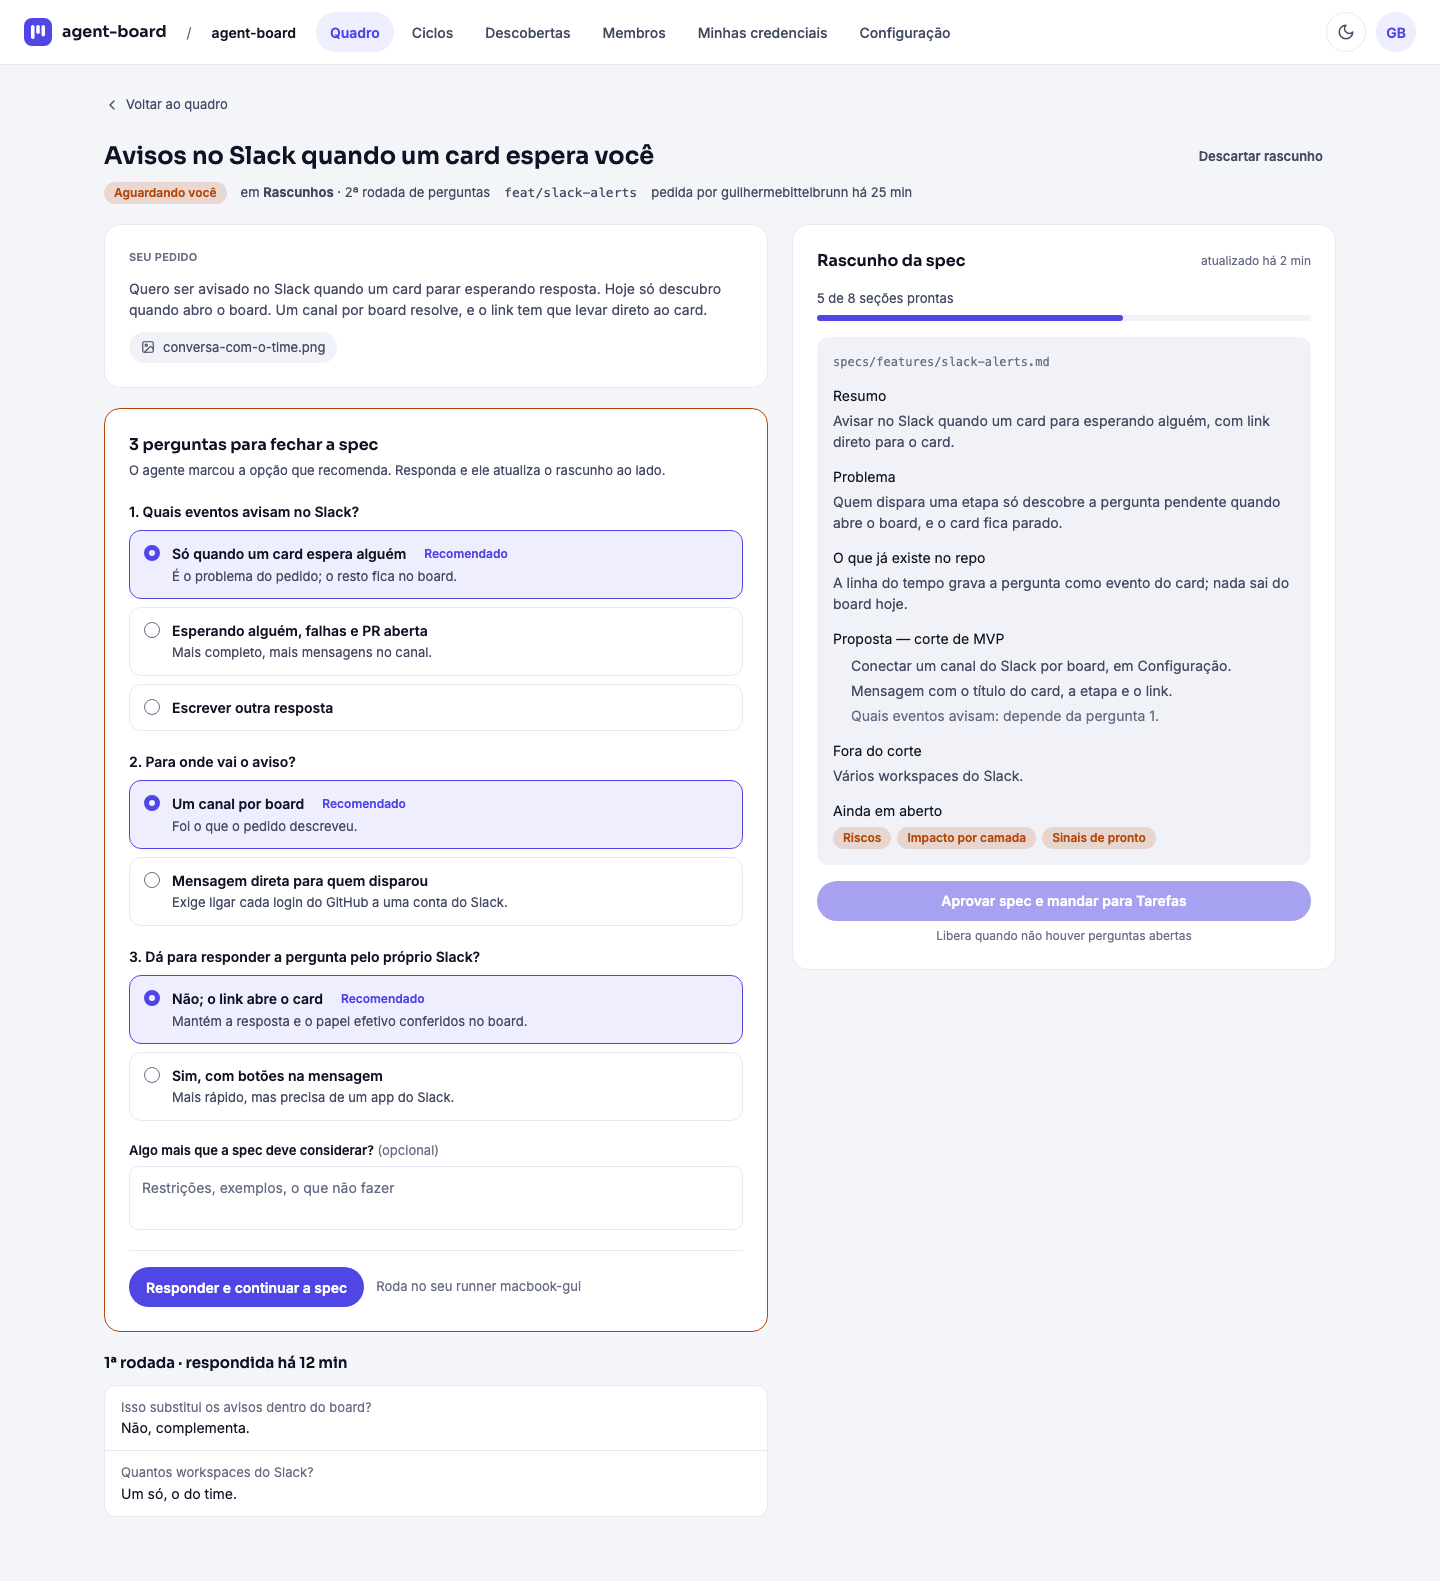 agent-board / agent-board Quadro Ciclos Descobertas Membros Minhas credenciais Configuração GB
Voltar ao quadro
Avisos no Slack quando um card espera você
Descartar rascunho
Aguardando você em Rascunhos · 2ª rodada de perguntas feat/slack-alerts pedida por guilhermebittelbrunn há 25 min
SEU PEDIDO
Quero ser avisado no Slack quando um card parar esperando resposta. Hoje só descubro
quando abro o board. Um canal por board resolve, e o link tem que levar direto ao card.
conversa-com-o-time.png
3 perguntas para fechar a spec
O agente marcou a opção que recomenda. Responda e ele atualiza o rascunho ao lado.
1. Quais eventos avisam no Slack?
Só quando um card espera alguém Recomendado
É o problema do pedido; o resto fica no board.
Esperando alguém, falhas e PR aberta
Mais completo, mais mensagens no canal.
Escrever outra resposta
2. Para onde vai o aviso?
Um canal por board Recomendado
Foi o que o pedido descreveu.
Mensagem direta para quem disparou
Exige ligar cada login do GitHub a uma conta do Slack.
3. Dá para responder a pergunta pelo próprio Slack?
Não; o link abre o card Recomendado
Mantém a resposta e o papel efetivo conferidos no board.
Sim, com botões na mensagem
Mais rápido, mas precisa de um app do Slack.
Algo mais que a spec deve considerar? (opcional)
Restrições, exemplos, o que não fazer
Responder e continuar a spec Roda no seu runner macbook-gui
1ª rodada · respondida há 12 min
Isso substitui os avisos dentro do board?
Não, complementa.
Quantos workspaces do Slack?
Um só, o do time.
Rascunho da spec
atualizado há 2 min
5 de 8 seções prontas
specs/features/slack-alerts.md
Resumo
Avisar no Slack quando um card para esperando alguém, com link
direto para o card.
Problema
Quem dispara uma etapa só descobre a pergunta pendente quando
abre o board, e o card fica parado.
O que já existe no repo
A linha do tempo grava a pergunta como evento do card; nada sai do
board hoje.
Proposta — corte de MVP
Conectar um canal do Slack por board, em Configuração.
Mensagem com o título do card, a etapa e o link.
Quais eventos avisam: depende da pergunta 1.
Fora do corte
Vários workspaces do Slack.
Ainda em aberto
Riscos Impacto por camada Sinais de pronto
Aprovar spec e mandar para Tarefas
Libera quando não houver perguntas abertas